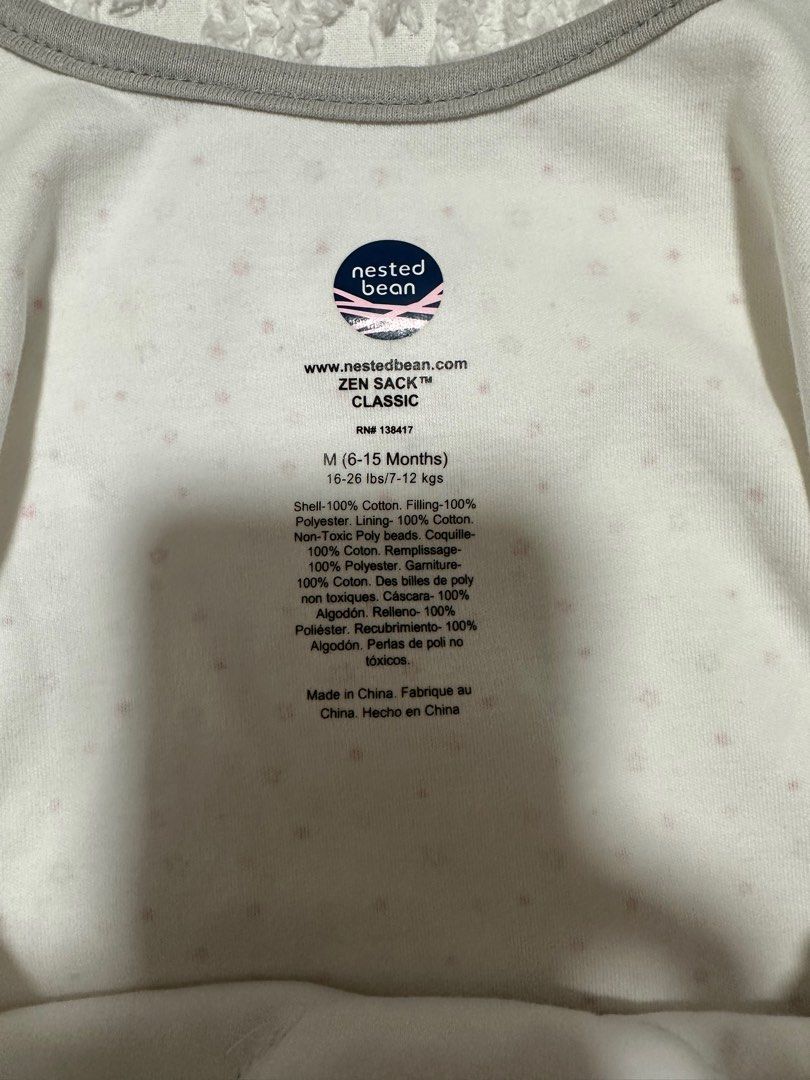 nested
bean
www.nestedbean.com
ZEN SACK™
CLASSIC
RN# 138417
M (6-15 Months)
16-26 lbs/7-12 kgs
Shell-100% Cotton. Filling-100%
Polyester. Lining- 100% Cotton.
Non-Toxic Poly beads. Coquille-
100% Coton. Remplissage-
100% Polyester. Garniture-
100% Coton. Des billes de poly
non toxiques. Cáscara- 100%
Algodón. Relleno- 100%
Poliéster. Recubrimiento- 100%
Algodón. Perlas de poli no
tóxicos.
Made in China. Fabrique au
China. Hecho en China